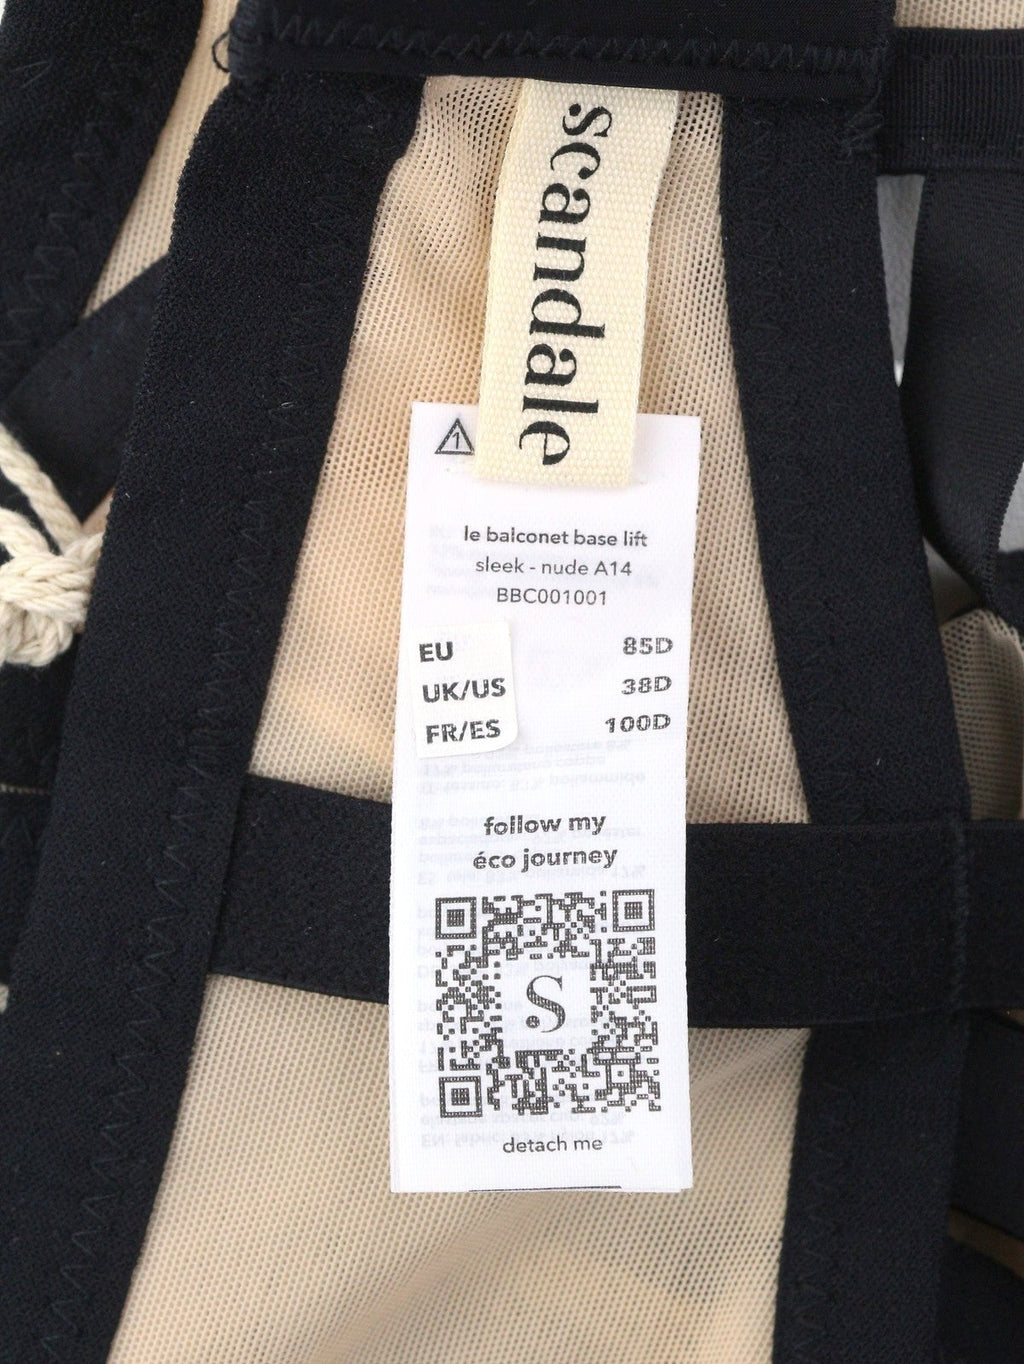 scandale
1
le balconet base lift
sleek - nude A14
BBC001001
EU 85D
UK/US 38D
FR/ES 100D
follow my
éco journey
S
detach me